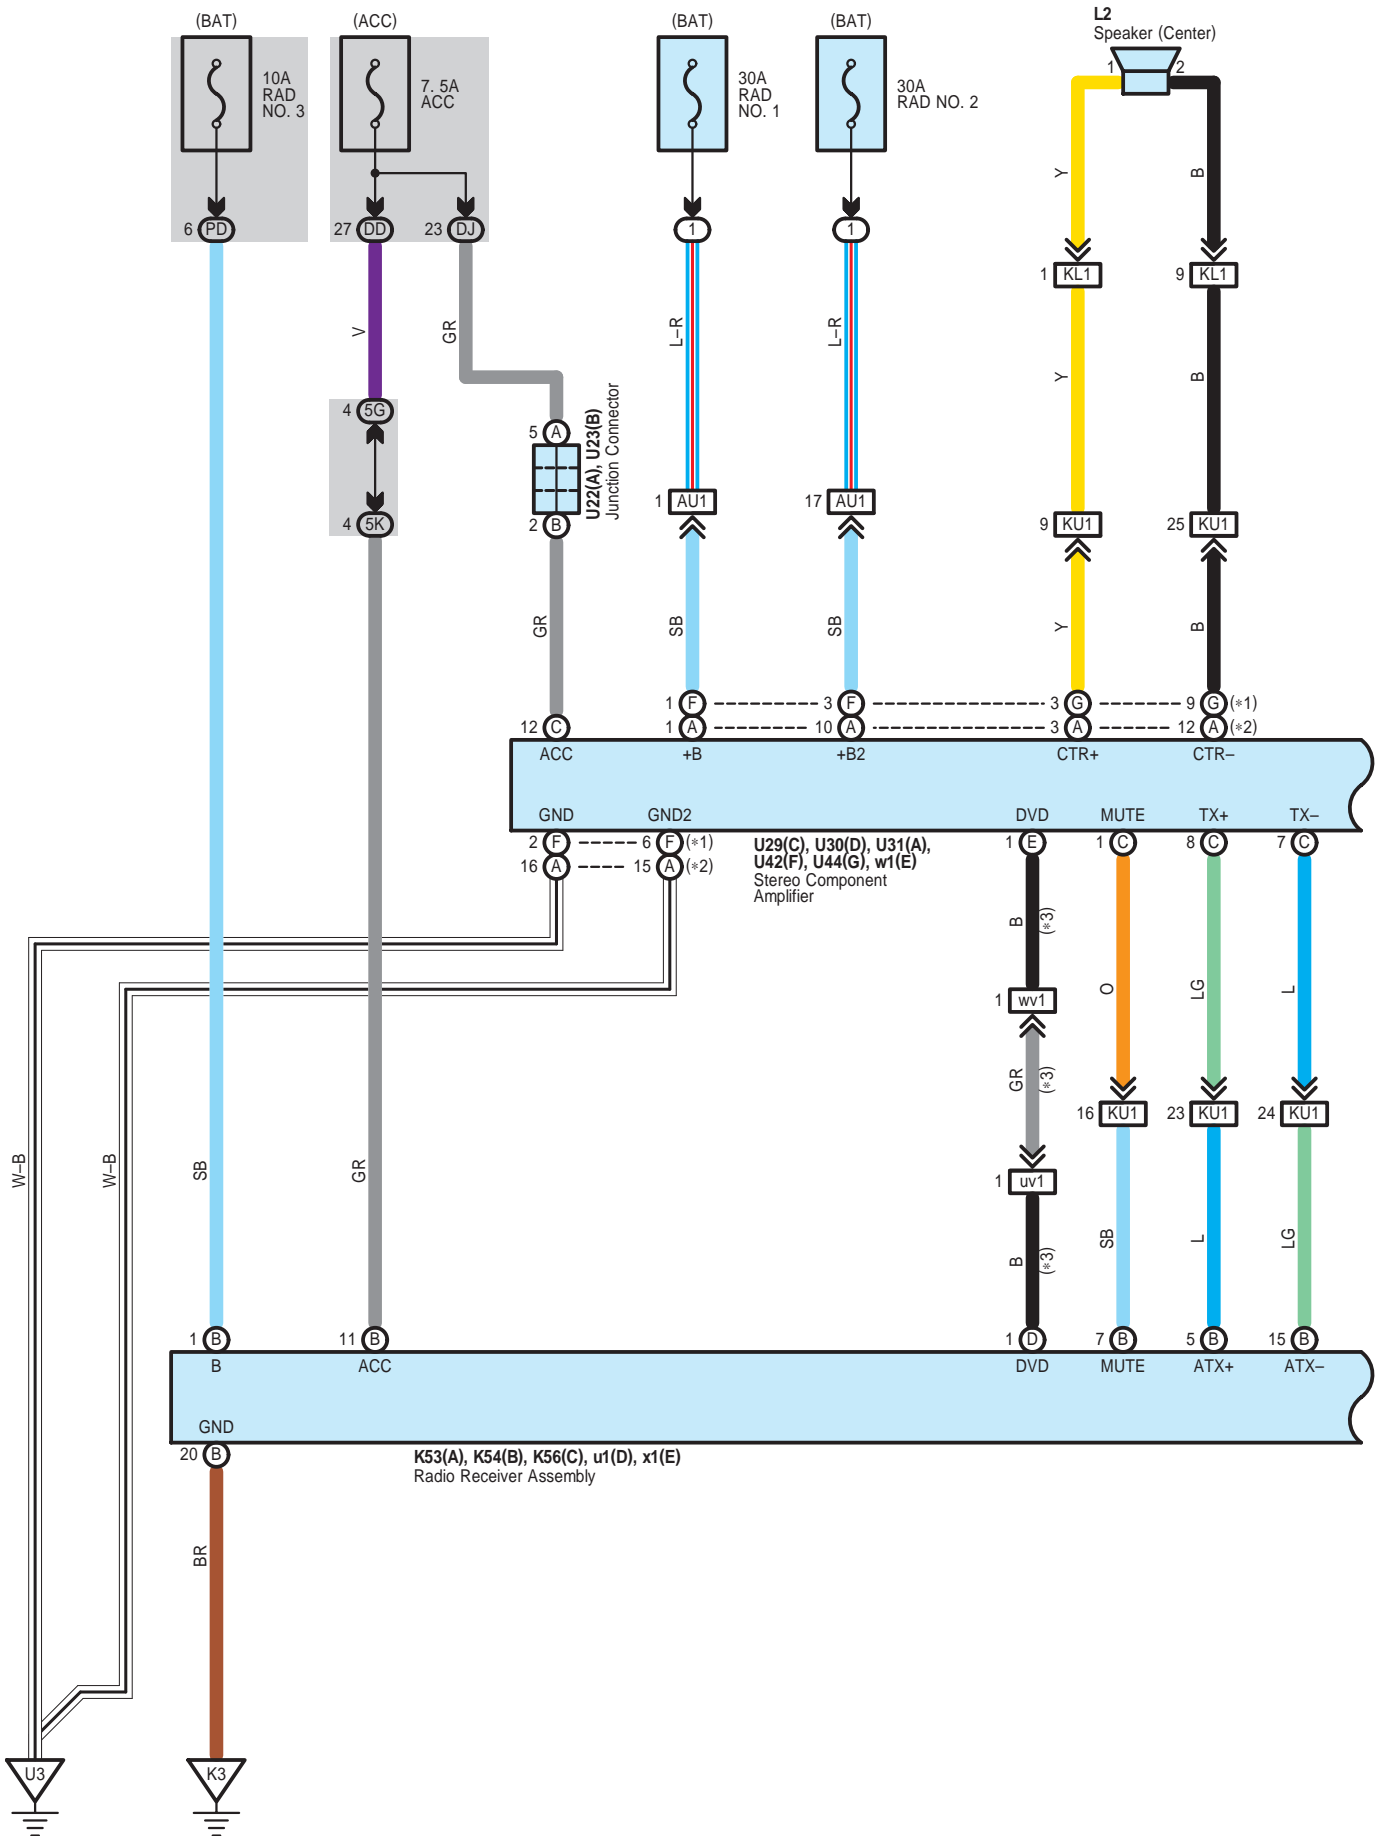 (BAT)
(ACC)
(BAT)
(BAT)
L2
Speaker (Center)
1
2
10A
RAD
NO. 3
7. 5A
ACC
30A
RAD
NO. 1
30A
RAD NO. 2
Y
B
6 PD
27 DD
23 DJ
1
1
1 KL1
9 KL1
V
GR
L–R
L–R
Y
B
4 5G
5 A
U22(A), U23(B)
Junction Connector
1 AU1
17 AU1
4 5K
2 B
9 KU1
25 KU1
GR
SB
SB
Y
B
1 F
3 F
3 G
9 G (*1)
12 C
1 A
10 A
3 A
12 A (*2)
ACC
+B
+B2
CTR+
CTR–
GND
GND2
DVD
MUTE
TX+
TX–
2 F
6 F (*1)
16 A
15 A (*2)
U29(C), U30(D), U31(A),
U42(F), U44(G), w1(E)
Stereo Component
Amplifier
1 E
1 C
8 C
7 C
B
(*3)
O
LG
L
1 wv1
GR
(*3)
16 KU1
23 KU1
24 KU1
W–B
W–B
SB
GR
1 uv1
B
(*3)
SB
L
LG
1 B
11 B
1 D
7 B
5 B
15 B
B
ACC
DVD
MUTE
ATX+
ATX–
GND
20 B
K53(A), K54(B), K56(C), u1(D), x1(E)
Radio Receiver Assembly
BR
U3
K3